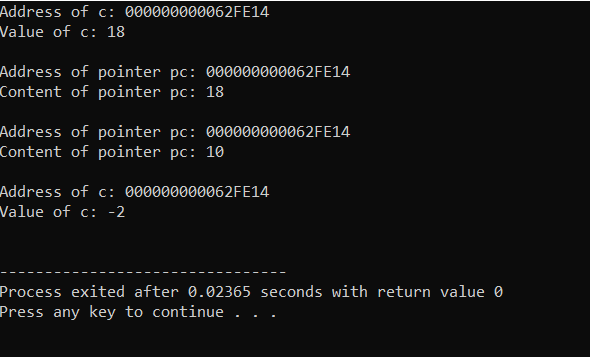 Address of c: 000000000062FE14
Value of c: 18
Address of pointer pc: 000000000062FE14
Content of pointer pc: 18
Address of pointer pc: 000000000062FE14
Content of pointer pc: 10
Address of c: 000000000062FE14
Value of c: -2
--------------------------------
Process exited after 0.02365 seconds with return value 0
Press any key to continue . . .